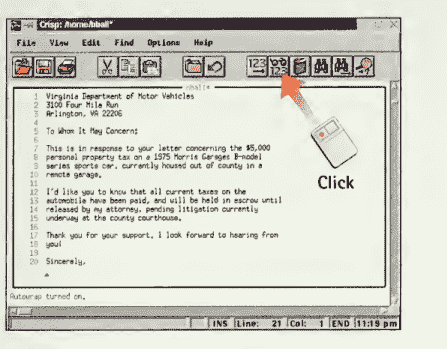 Crisp: /home/bball*
File View Edit Find Options Help
123
123
bball*
1 Virginia Department of Motor Vehicles
2 3100 Four Mile Run
3 Arlington, VA 22206
4
5 To Whom It May Concern:
6
7 This is in response to your letter concerning the $5,000
8 personal property tax on a 1975 Morris Garages B-model
9 series sports car, currently housed out of county in a
10 remote garage.
11
12 I'd like you to know that all current taxes on the
13 automobile have been paid, and will be held in escrow until
14 released by my attorney, pending litigation currently
15 underway at the county courthouse.
16
17 Thank you for your support. I look forward to hearing from
18 you!
19
20 Sincerely,
Click
Autowrap turned on.
INS Line: 21 Col: 1 END 11:19 pm